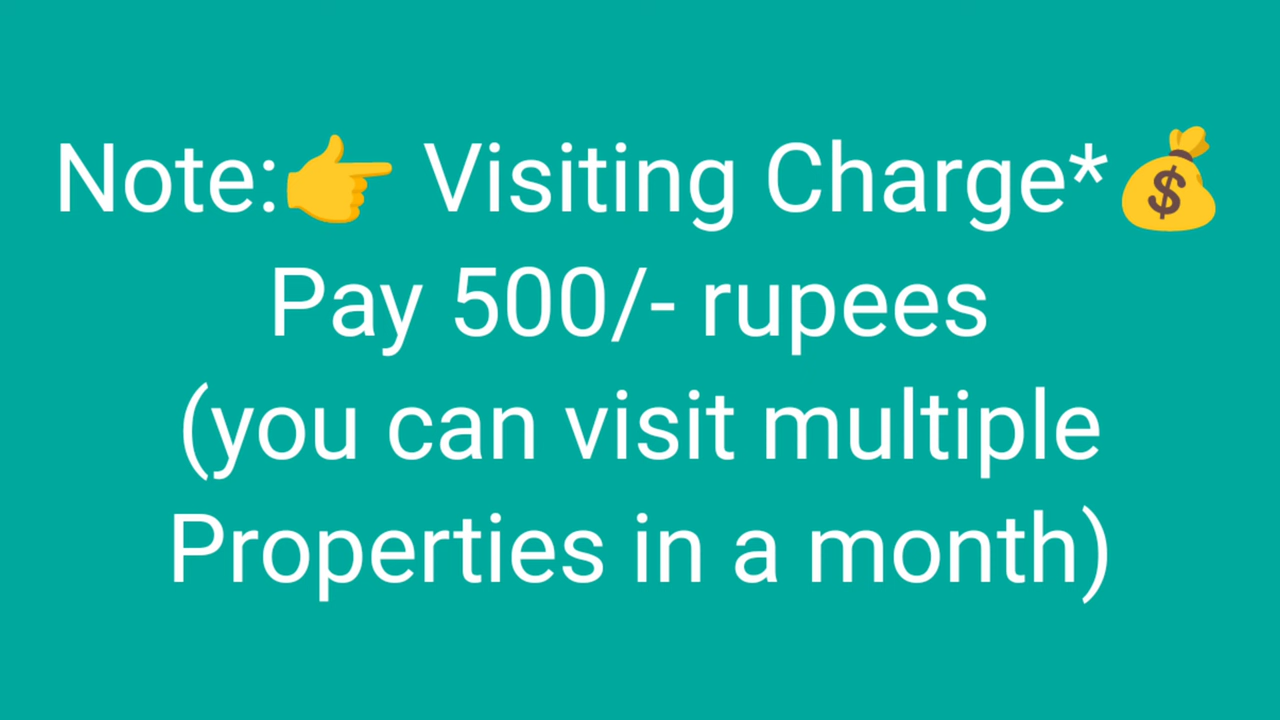 Note:👉 Visiting Charge*💰
Pay 500/- rupees
(you can visit multiple
Properties in a month)